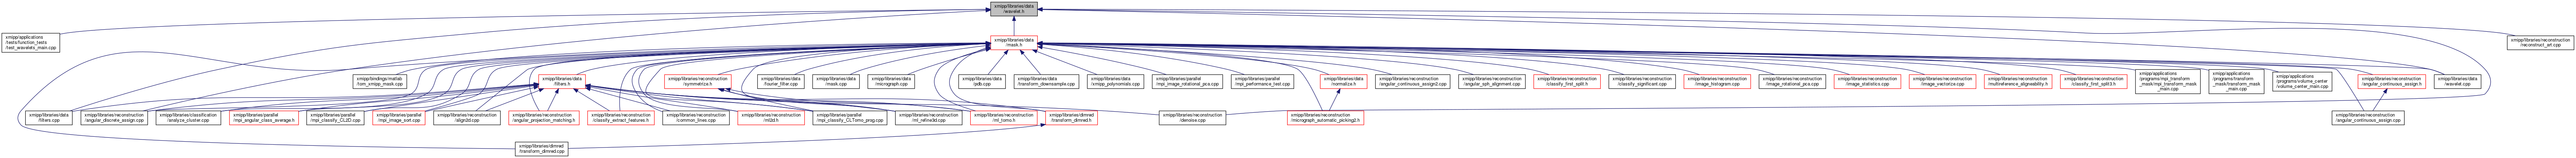 xmipp/libraries/data
/wavelet.h
xmipp/applications
/tests/function_tests
/test_wavelets_main.cpp
xmipp/libraries/data
/mask.h
xmipp/libraries/reconstruction
/reconstruct_art.cpp
xmipp/bindings/matlab
/tom_xmipp_mask.cpp
xmipp/libraries/data
/filters.h
xmipp/libraries/reconstruction
/symmetrize.h
xmipp/libraries/data
/fourier_filter.cpp
xmipp/libraries/data
/mask.cpp
xmipp/libraries/data
/micrograph.cpp
xmipp/libraries/data
/pdb.cpp
xmipp/libraries/data
/transform_downsample.cpp
xmipp/libraries/data
/xmipp_polynomials.cpp
xmipp/libraries/parallel
/mpi_image_rotational_pca.cpp
xmipp/libraries/parallel
/mpi_performance_test.cpp
xmipp/libraries/data
/normalize.h
xmipp/libraries/reconstruction
/angular_continuous_assign2.cpp
xmipp/libraries/reconstruction
/angular_sph_alignment.cpp
xmipp/libraries/reconstruction
/classify_first_split.h
xmipp/libraries/reconstruction
/classify_significant.cpp
xmipp/libraries/reconstruction
/image_histogram.cpp
xmipp/libraries/reconstruction
/image_rotational_pca.cpp
xmipp/libraries/reconstruction
/image_statistics.cpp
xmipp/libraries/reconstruction
/image_vectorize.cpp
xmipp/libraries/reconstruction
/multireference_aligneability.h
xmipp/libraries/reconstruction
/classify_first_split3.h
xmipp/applications
/programs/mpi_transform
_mask/mpi_transform_mask
_main.cpp
xmipp/applications
/programs/transform
_mask/transform_mask
_main.cpp
xmipp/applications
/programs/volume_center
/volume_center_main.cpp
xmipp/libraries/reconstruction
/angular_continuous_assign.h
xmipp/libraries/data
/wavelet.cpp
xmipp/libraries/data
/filters.cpp
xmipp/libraries/reconstruction
/angular_discrete_assign.cpp
xmipp/libraries/classification
/analyze_cluster.cpp
xmipp/libraries/parallel
/mpi_angular_class_average.h
xmipp/libraries/parallel
/mpi_classify_CL2D.cpp
xmipp/libraries/parallel
/mpi_image_sort.cpp
xmipp/libraries/reconstruction
/align2d.cpp
xmipp/libraries/reconstruction
/angular_projection_matching.h
xmipp/libraries/reconstruction
/classify_extract_features.h
xmipp/libraries/reconstruction
/common_lines.cpp
xmipp/libraries/reconstruction
/ml2d.h
xmipp/libraries/parallel
/mpi_classify_CLTomo_prog.cpp
xmipp/libraries/reconstruction
/ml_refine3d.cpp
xmipp/libraries/reconstruction
/ml_tomo.h
xmipp/libraries/dimred
/transform_dimred.h
xmipp/libraries/reconstruction
/denoise.cpp
xmipp/libraries/reconstruction
/micrograph_automatic_picking2.h
xmipp/libraries/reconstruction
/angular_continuous_assign.cpp
xmipp/libraries/dimred
/transform_dimred.cpp